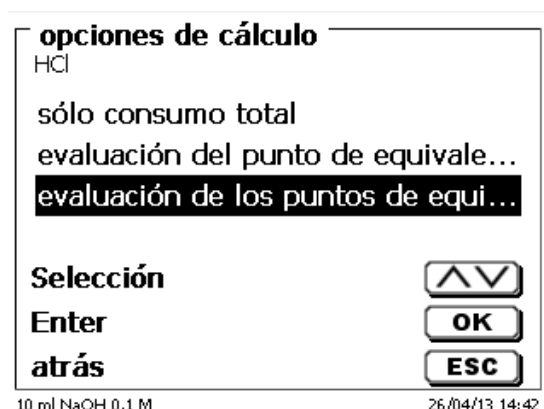 opciones de cálculo
HCl
sólo consumo total
evaluación del punto de equivale...
evaluación de los puntos de equi...
Selección
Enter OK
atrás ESC
10 ml NaOH 0.1 M 26/04/13 14:42